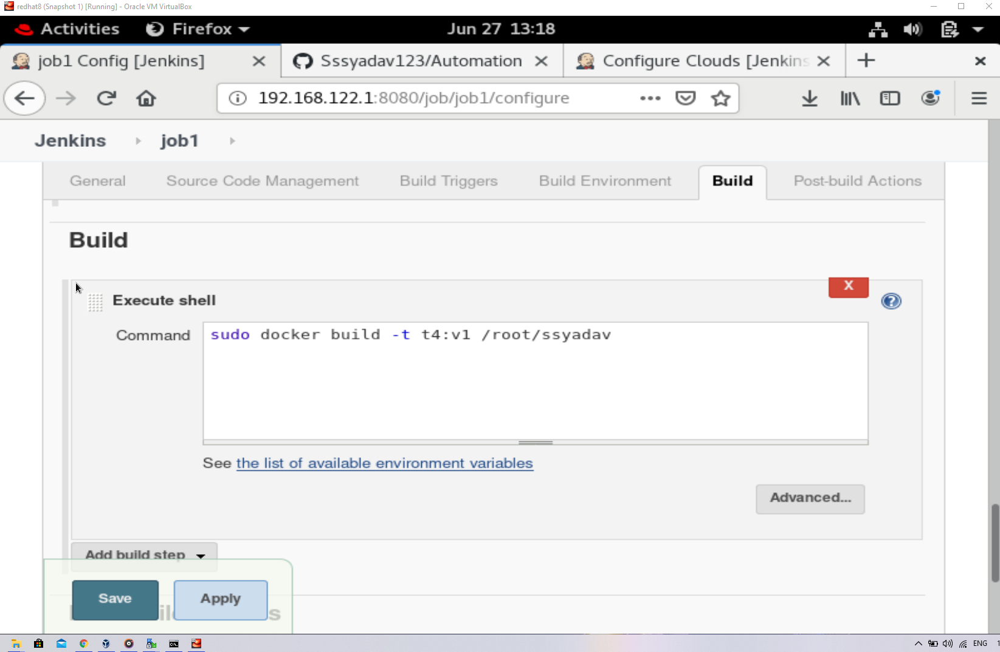 redhat8 (Snapshot 1) [Running] - Oracle VM VirtualBox
Activities Firefox Jun 27 13:18
job1 Config [Jenkins] Sssyadav123/Automation Configure Clouds [Jenkins
192.168.122.1:8080/job/job1/configure
Jenkins job1
General Source Code Management Build Triggers Build Environment Build Post-build Actions
Build
X
Execute shell
?
Command sudo docker build -t t4:v1 /root/ssyadav
See the list of available environment variables
Advanced...
Add build step
Save Apply
ENG